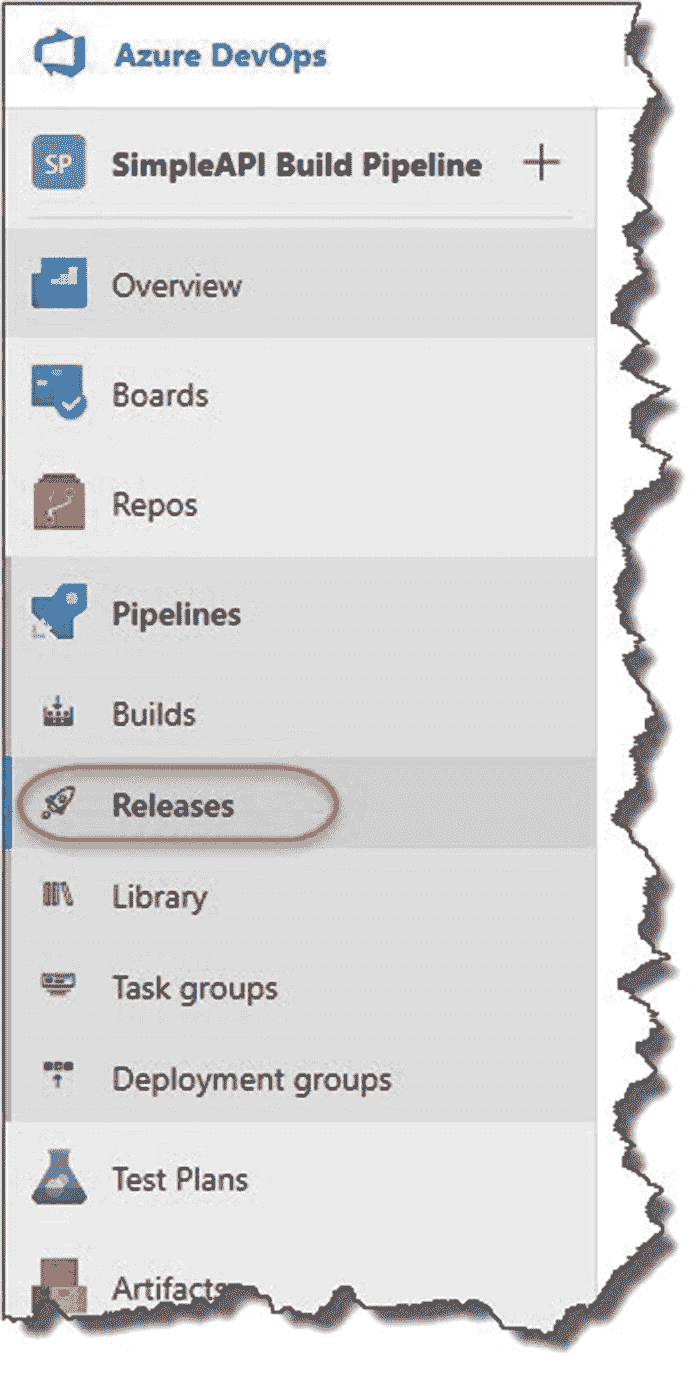 Azure DevOps
SP
SimpleAPI Build Pipeline
Overview
Boards
Repos
Pipelines
Builds
Releases
Library
Task groups
Deployment groups
Test Plans
Artifacts